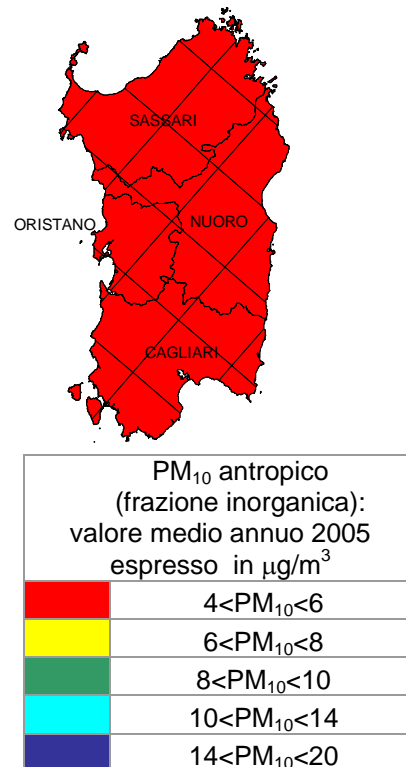 SASSARI
ORISTANO
NUORO
CAGLIARI
PM₁₀ antropico
(frazione inorganica):
valore medio annuo 2005
espresso in µg/m³
4<PM₁₀<6
6<PM₁₀<8
8<PM₁₀<10
10<PM₁₀<14
14<PM₁₀<20